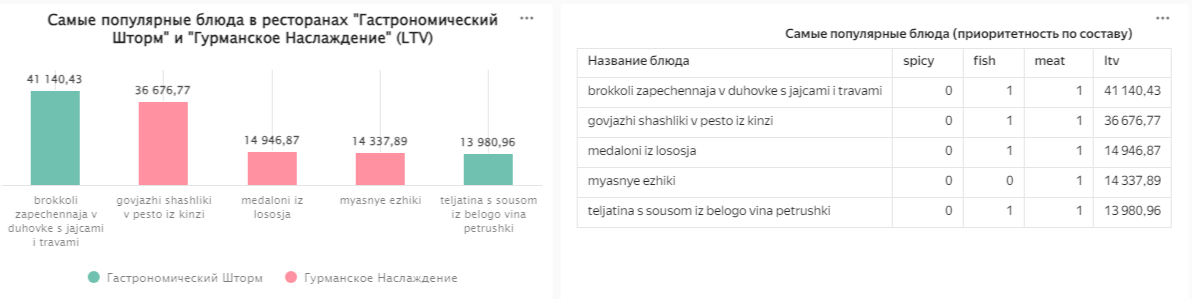 Самые популярные блюда в ресторанах "Гастрономический
Шторм" и "Гурманское Наслаждение" (LTV)
41 140,43
36 676,77
14 946,87
14 337,89
13 980,96
brokkoli
zapechennaja v
duhovke s jajcami
i travami
govjazhi shashliki
v pesto iz kinzi
medaloni iz
lososja
myasnye ezhiki
teljatina s sousom
iz belogo vina
petrushki
Гастрономический Шторм
Гурманское Наслаждение
Самые популярные блюда (приоритетность по составу)
Название блюда spicy fish meat ltv
brokkoli zapechennaja v duhovke s jajcami i travami 0 1 1 41 140,43
govjazhi shashliki v pesto iz kinzi 0 1 1 36 676,77
medaloni iz lososja 0 1 1 14 946,87
myasnye ezhiki 0 0 1 14 337,89
teljatina s sousom iz belogo vina petrushki 0 1 1 13 980,96